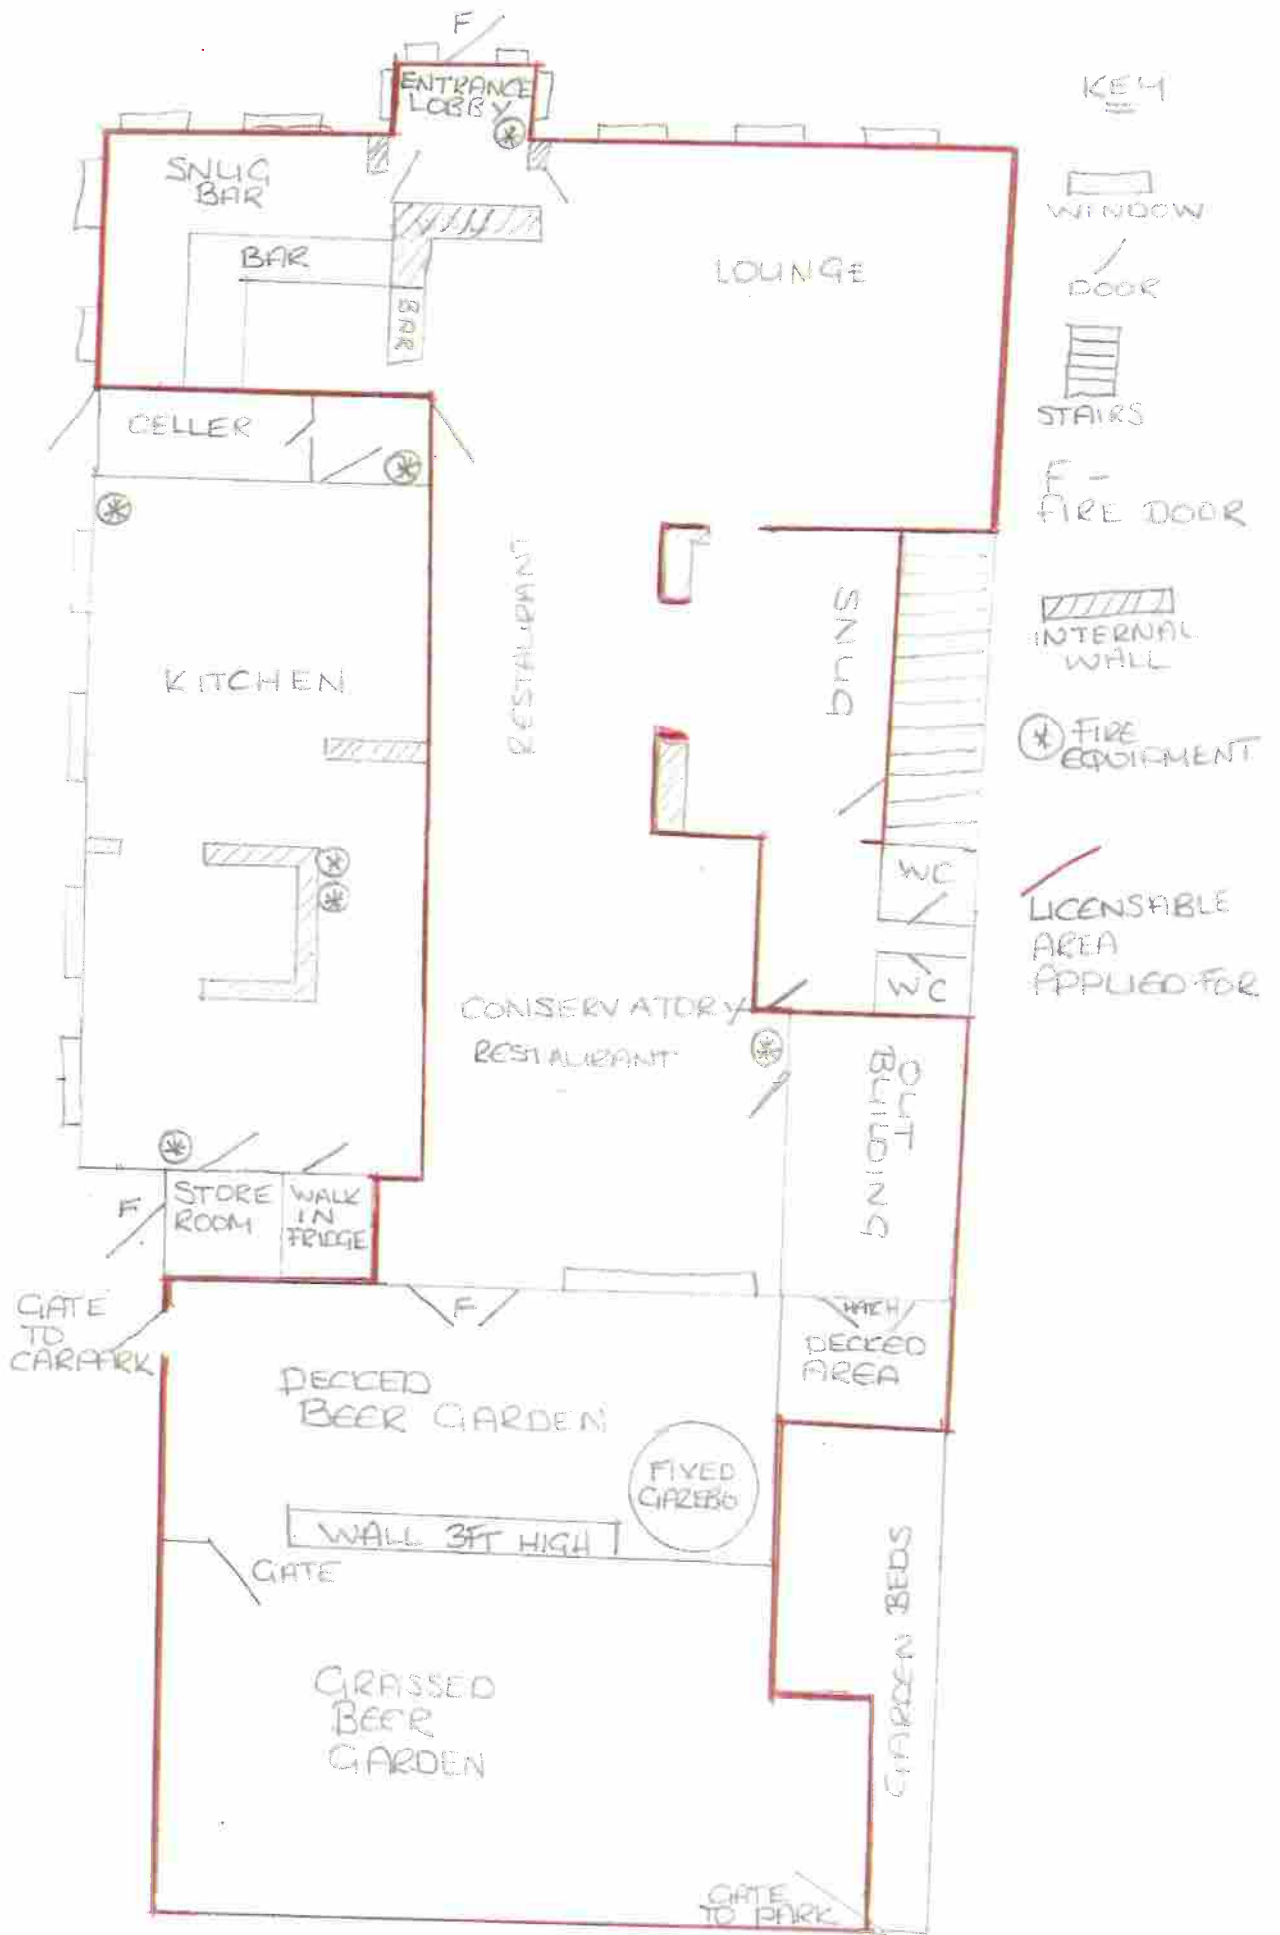 F
ENTRANCE
LOBBY
SNUG
BAR
BAR
BAR
LOUNGE
CELLER
RESTAURANT
SNUG
KITCHEN
WC
WC
CONSERVATORY
RESTAURANT
OUT
BUILDING
STORE
ROOM
WALK
IN
FRIDGE
F
GATE
TO
CARPARK
F
HATCH
DECKED
AREA
DECKED
BEER GARDEN
FIXED
GAZEBO
WALL 3FT HIGH
GATE
GARDEN BEDS
GRASSED
BEER
GARDEN
GATE
TO PARK
KEY
WINDOW
DOOR
STAIRS
F -
FIRE DOOR
INTERNAL
WALL
FIRE
EQUIPMENT
LICENSABLE
AREA
APPLIED FOR